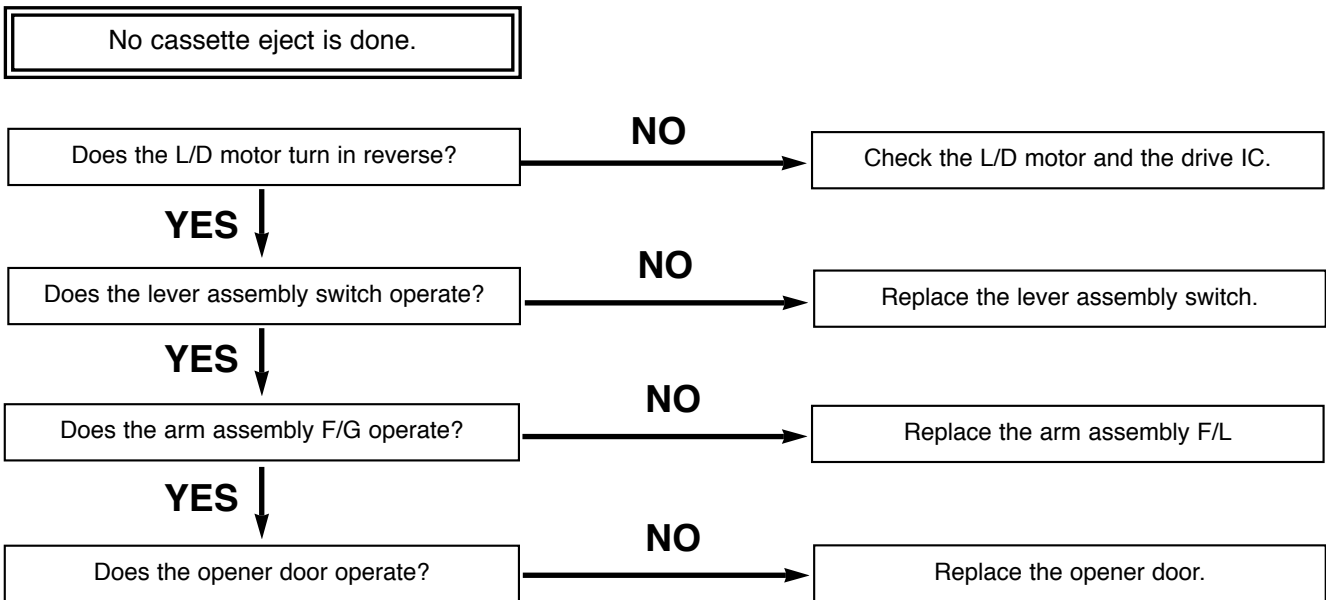 No cassette eject is done.
Does the L/D motor turn in reverse?
NO
Check the L/D motor and the drive IC.
YES
Does the lever assembly switch operate?
NO
Replace the lever assembly switch.
YES
Does the arm assembly F/G operate?
NO
Replace the arm assembly F/L
YES
Does the opener door operate?
NO
Replace the opener door.